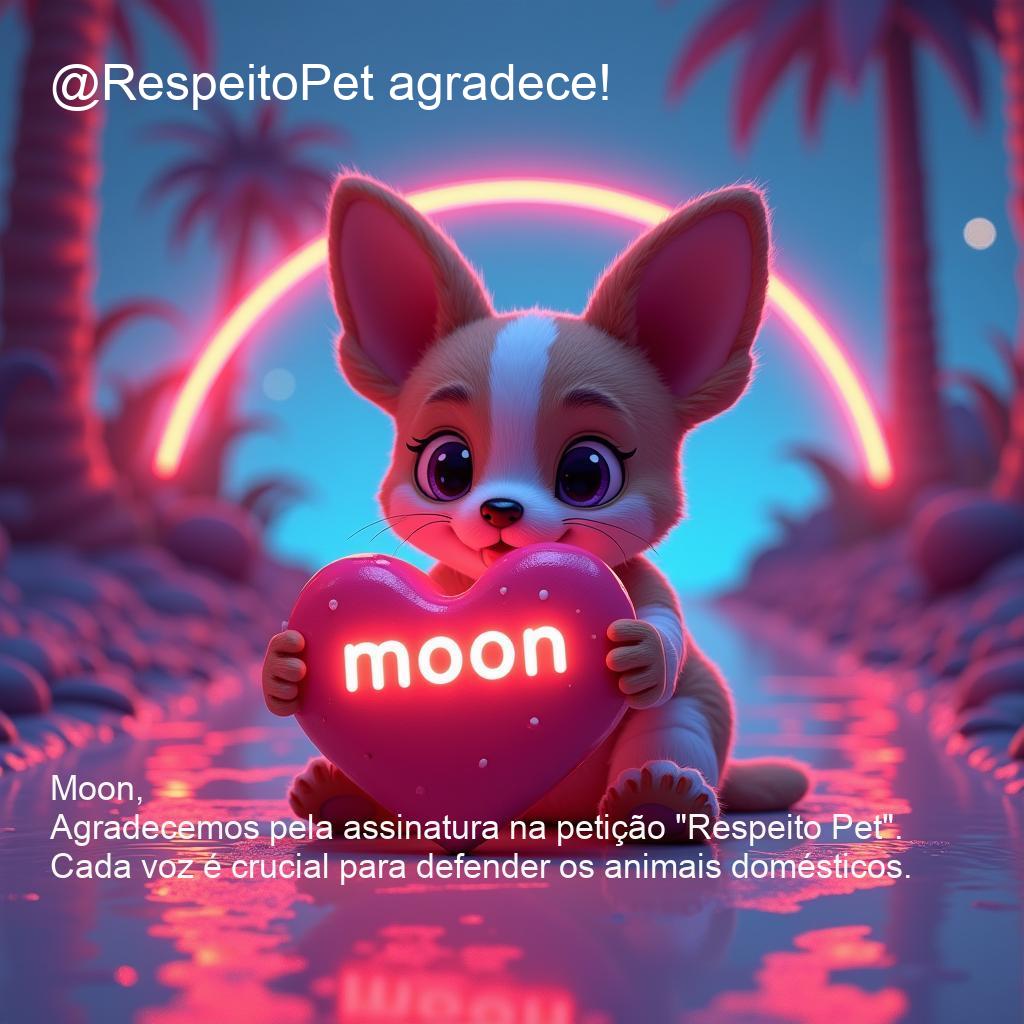 @RespeitoPet agradece!
moon
Moon,
Agradecemos pela assinatura na petição "Respeito Pet".
Cada voz é crucial para defender os animais domésticos.